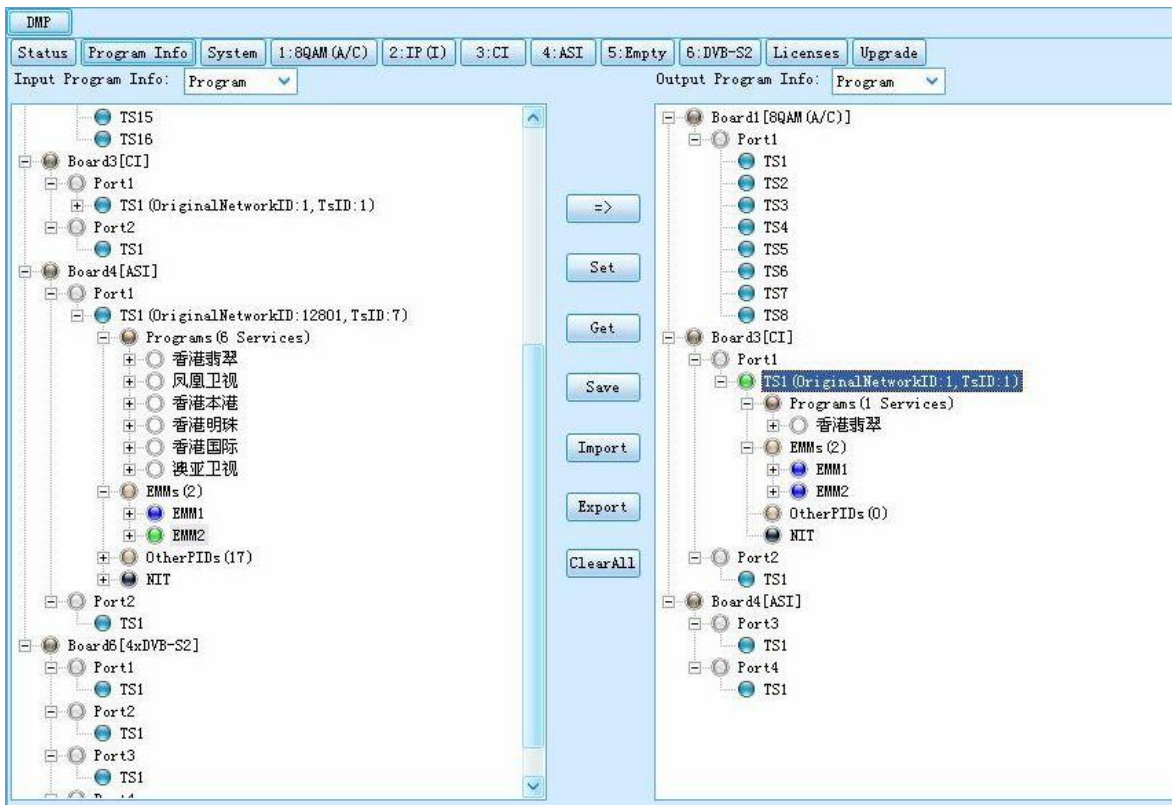 DMP
Status Program Info System 1:8QAM(A/C) 2:IP(I) 3:CI 4:ASI 5:Empty 6:DVB-S2 Licenses Upgrade
Input Program Info: Program
Output Program Info: Program
TS15
TS16
Board3[CI]
Port1
TS1(OriginalNetworkID:1,TsID:1)
Port2
TS1
Board4[ASI]
Port1
TS1(OriginalNetworkID:12801,TsID:7)
Programs(6 Services)
香港翡翠
凤凰卫视
香港本港
香港明珠
香港国际
澳亚卫视
EMMs(2)
EMM1
EMM2
OtherPIDs(17)
NIT
Port2
TS1
Board6[4xDVB-S2]
Port1
TS1
Port2
TS1
Port3
TS1
=>
Set
Get
Save
Import
Export
ClearAll
Board1[8QAM(A/C)]
Port1
TS1
TS2
TS3
TS4
TS5
TS6
TS7
TS8
Board3[CI]
Port1
TS1(OriginalNetworkID:1,TsID:1)
Programs(1 Services)
香港翡翠
EMMs(2)
EMM1
EMM2
OtherPIDs(0)
NIT
Port2
TS1
Board4[ASI]
Port3
TS1
Port4
TS1